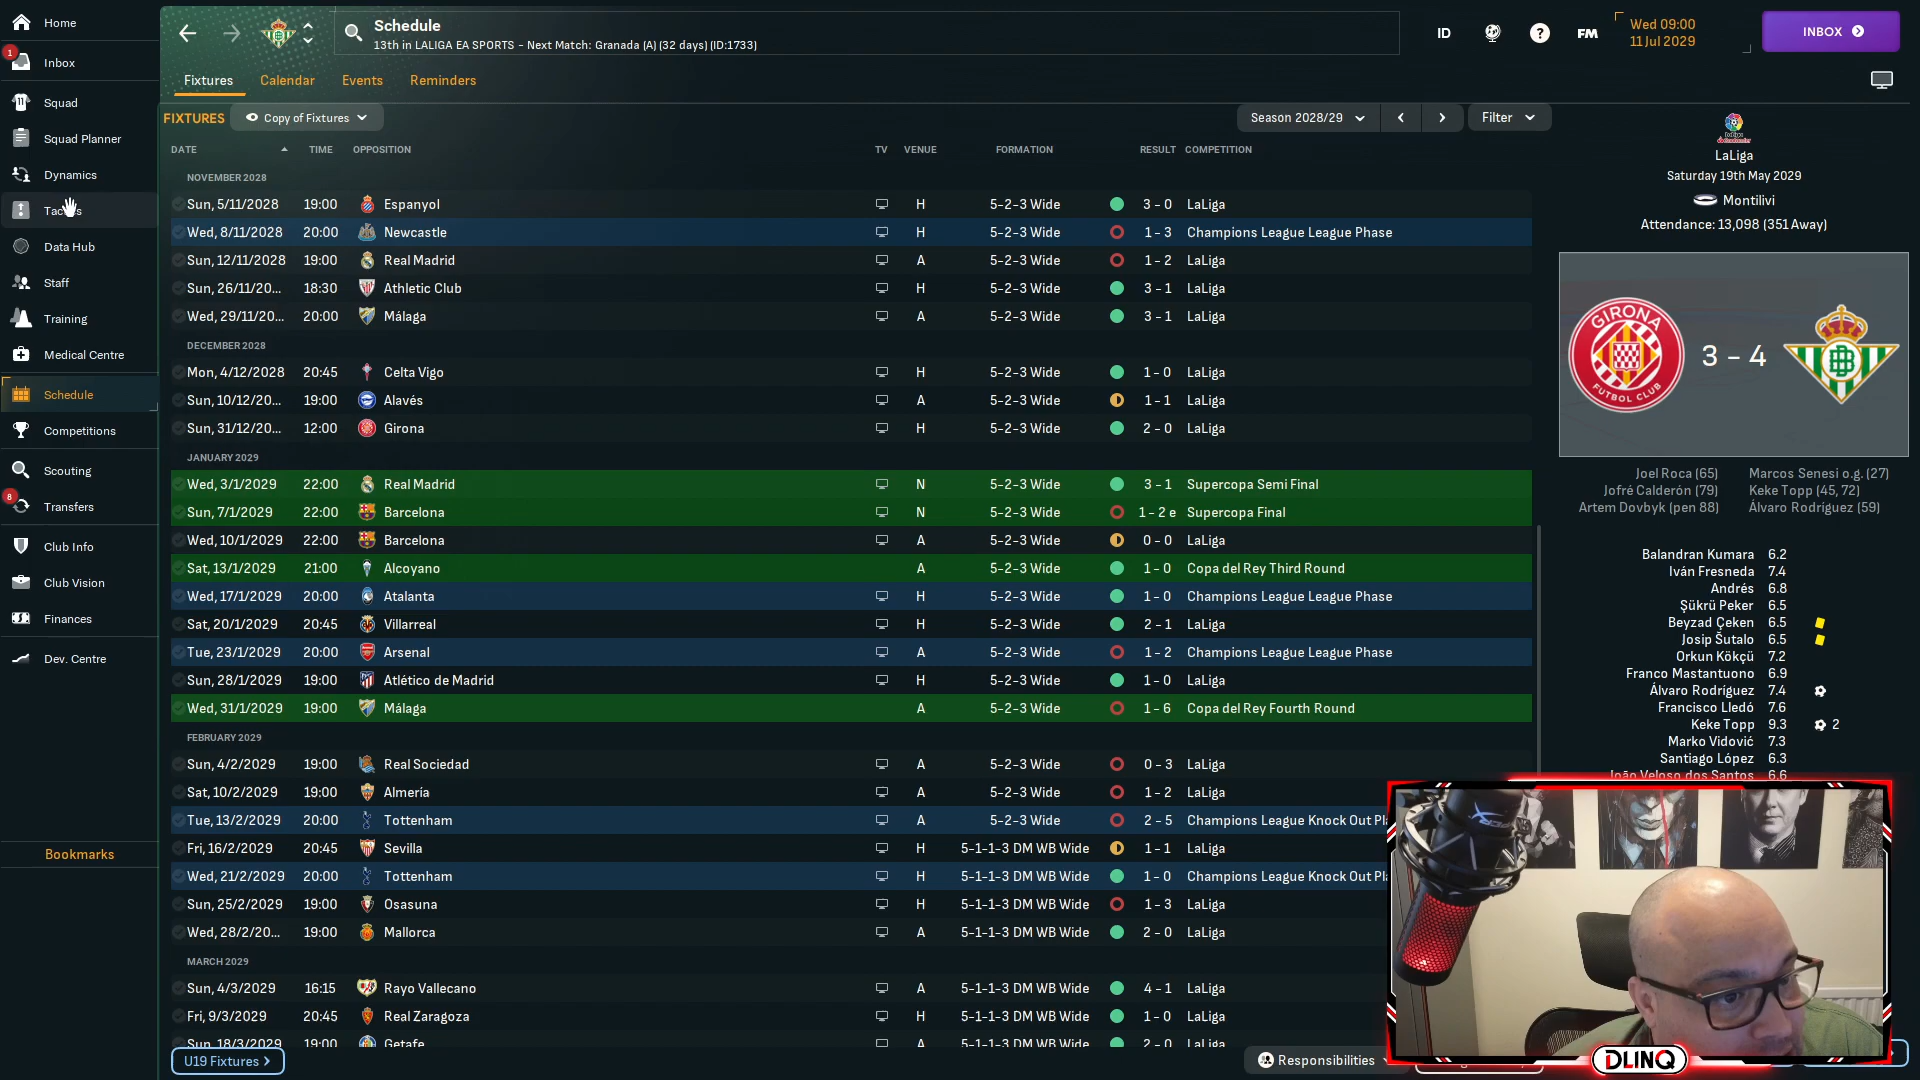 Home
Inbox
1
Squad
Squad Planner
Dynamics
Data Hub
Staff
Training
Medical Centre
Schedule
Competitions
Scouting
Transfers
8
Club Info
Club Vision
Finances
Dev. Centre
Bookmarks
Schedule
13th in LALIGA EA SPORTS - Next Match: Granada (A) (32 days) (ID:1733)
ID
FM
Wed 09:00
11 Jul 2029
INBOX
Fixtures Calendar Events Reminders
FIXTURES Copy of Fixtures Season 2028/29 Filter
DATE TIME OPPOSITION TV VENUE FORMATION RESULT COMPETITION
NOVEMBER 2028
Sun, 5/11/2028 19:00 Espanyol H 5-2-3 Wide 3 - 0 LaLiga
Wed, 8/11/2028 20:00 Newcastle H 5-2-3 Wide 1 - 3 Champions League League Phase
Sun, 12/11/2028 19:00 Real Madrid A 5-2-3 Wide 1 - 2 LaLiga
Sun, 26/11/20... 18:30 Athletic Club H 5-2-3 Wide 3 - 1 LaLiga
Wed, 29/11/20... 20:00 Málaga A 5-2-3 Wide 3 - 1 LaLiga
DECEMBER 2028
Mon, 4/12/2028 20:45 Celta Vigo H 5-2-3 Wide 1 - 0 LaLiga
Sun, 10/12/20... 19:00 Alavés A 5-2-3 Wide 1 - 1 LaLiga
Sun, 31/12/20... 12:00 Girona H 5-2-3 Wide 2 - 0 LaLiga
JANUARY 2029
Wed, 3/1/2029 22:00 Real Madrid N 5-2-3 Wide 3 - 1 Supercopa Semi Final
Sun, 7/1/2029 22:00 Barcelona N 5-2-3 Wide 1 - 2 e Supercopa Final
Wed, 10/1/2029 22:00 Barcelona A 5-2-3 Wide 0 - 0 LaLiga
Sat, 13/1/2029 21:00 Alcoyano A 5-2-3 Wide 1 - 0 Copa del Rey Third Round
Wed, 17/1/2029 20:00 Atalanta H 5-2-3 Wide 1 - 0 Champions League League Phase
Sat, 20/1/2029 20:45 Villarreal H 5-2-3 Wide 2 - 1 LaLiga
Tue, 23/1/2029 20:00 Arsenal A 5-2-3 Wide 1 - 2 Champions League League Phase
Sun, 28/1/2029 19:00 Atlético de Madrid H 5-2-3 Wide 1 - 0 LaLiga
Wed, 31/1/2029 19:00 Málaga A 5-2-3 Wide 1 - 6 Copa del Rey Fourth Round
FEBRUARY 2029
Sun, 4/2/2029 19:00 Real Sociedad A 5-2-3 Wide 0 - 3 LaLiga
Sat, 10/2/2029 19:00 Almería A 5-2-3 Wide 1 - 2 LaLiga
Tue, 13/2/2029 20:00 Tottenham A 5-2-3 Wide 2 - 5 Champions League Knock Out Pl
Fri, 16/2/2029 20:45 Sevilla H 5-1-1-3 DM WB Wide 1 - 1 LaLiga
Wed, 21/2/2029 20:00 Tottenham H 5-1-1-3 DM WB Wide 1 - 0 Champions League Knock Out Pl
Sun, 25/2/2029 19:00 Osasuna H 5-1-1-3 DM WB Wide 1 - 3 LaLiga
Wed, 28/2/20... 19:00 Mallorca A 5-1-1-3 DM WB Wide 2 - 0 LaLiga
MARCH 2029
Sun, 4/3/2029 16:15 Rayo Vallecano A 5-1-1-3 DM WB Wide 4 - 1 LaLiga
Fri, 9/3/2029 20:45 Real Zaragoza H 5-1-1-3 DM WB Wide 1 - 0 LaLiga
Sun, 18/3/2029 19:00 Getafe A 5-1-1-3 DM WB Wide 2 - 0 LaLiga
U19 Fixtures
Responsibilities
LaLiga
Saturday 19th May 2029
Montilivi
Attendance: 13,098 (351 Away)
GIRONA
FUTBOL CLUB
3 - 4
Joel Roca (65) Marcos Senesi o.g. (27)
Jofré Calderón (79) Keke Topp (45, 72)
Artem Dovbyk (pen 88) Álvaro Rodríguez (59)
Balandran Kumara 6.2
Iván Fresneda 7.4
Andrés 6.8
Şükrü Peker 6.5
Beyzad Çeken 6.5
Josip Šutalo 6.5
Orkun Kökçü 7.2
Franco Mastantuono 6.9
Álvaro Rodríguez 7.4
Francisco Lledó 7.6
Keke Topp 9.3 2
Marko Vidović 7.3
Santiago López 6.3
João Veloso dos Santos 6.6
DLINQ